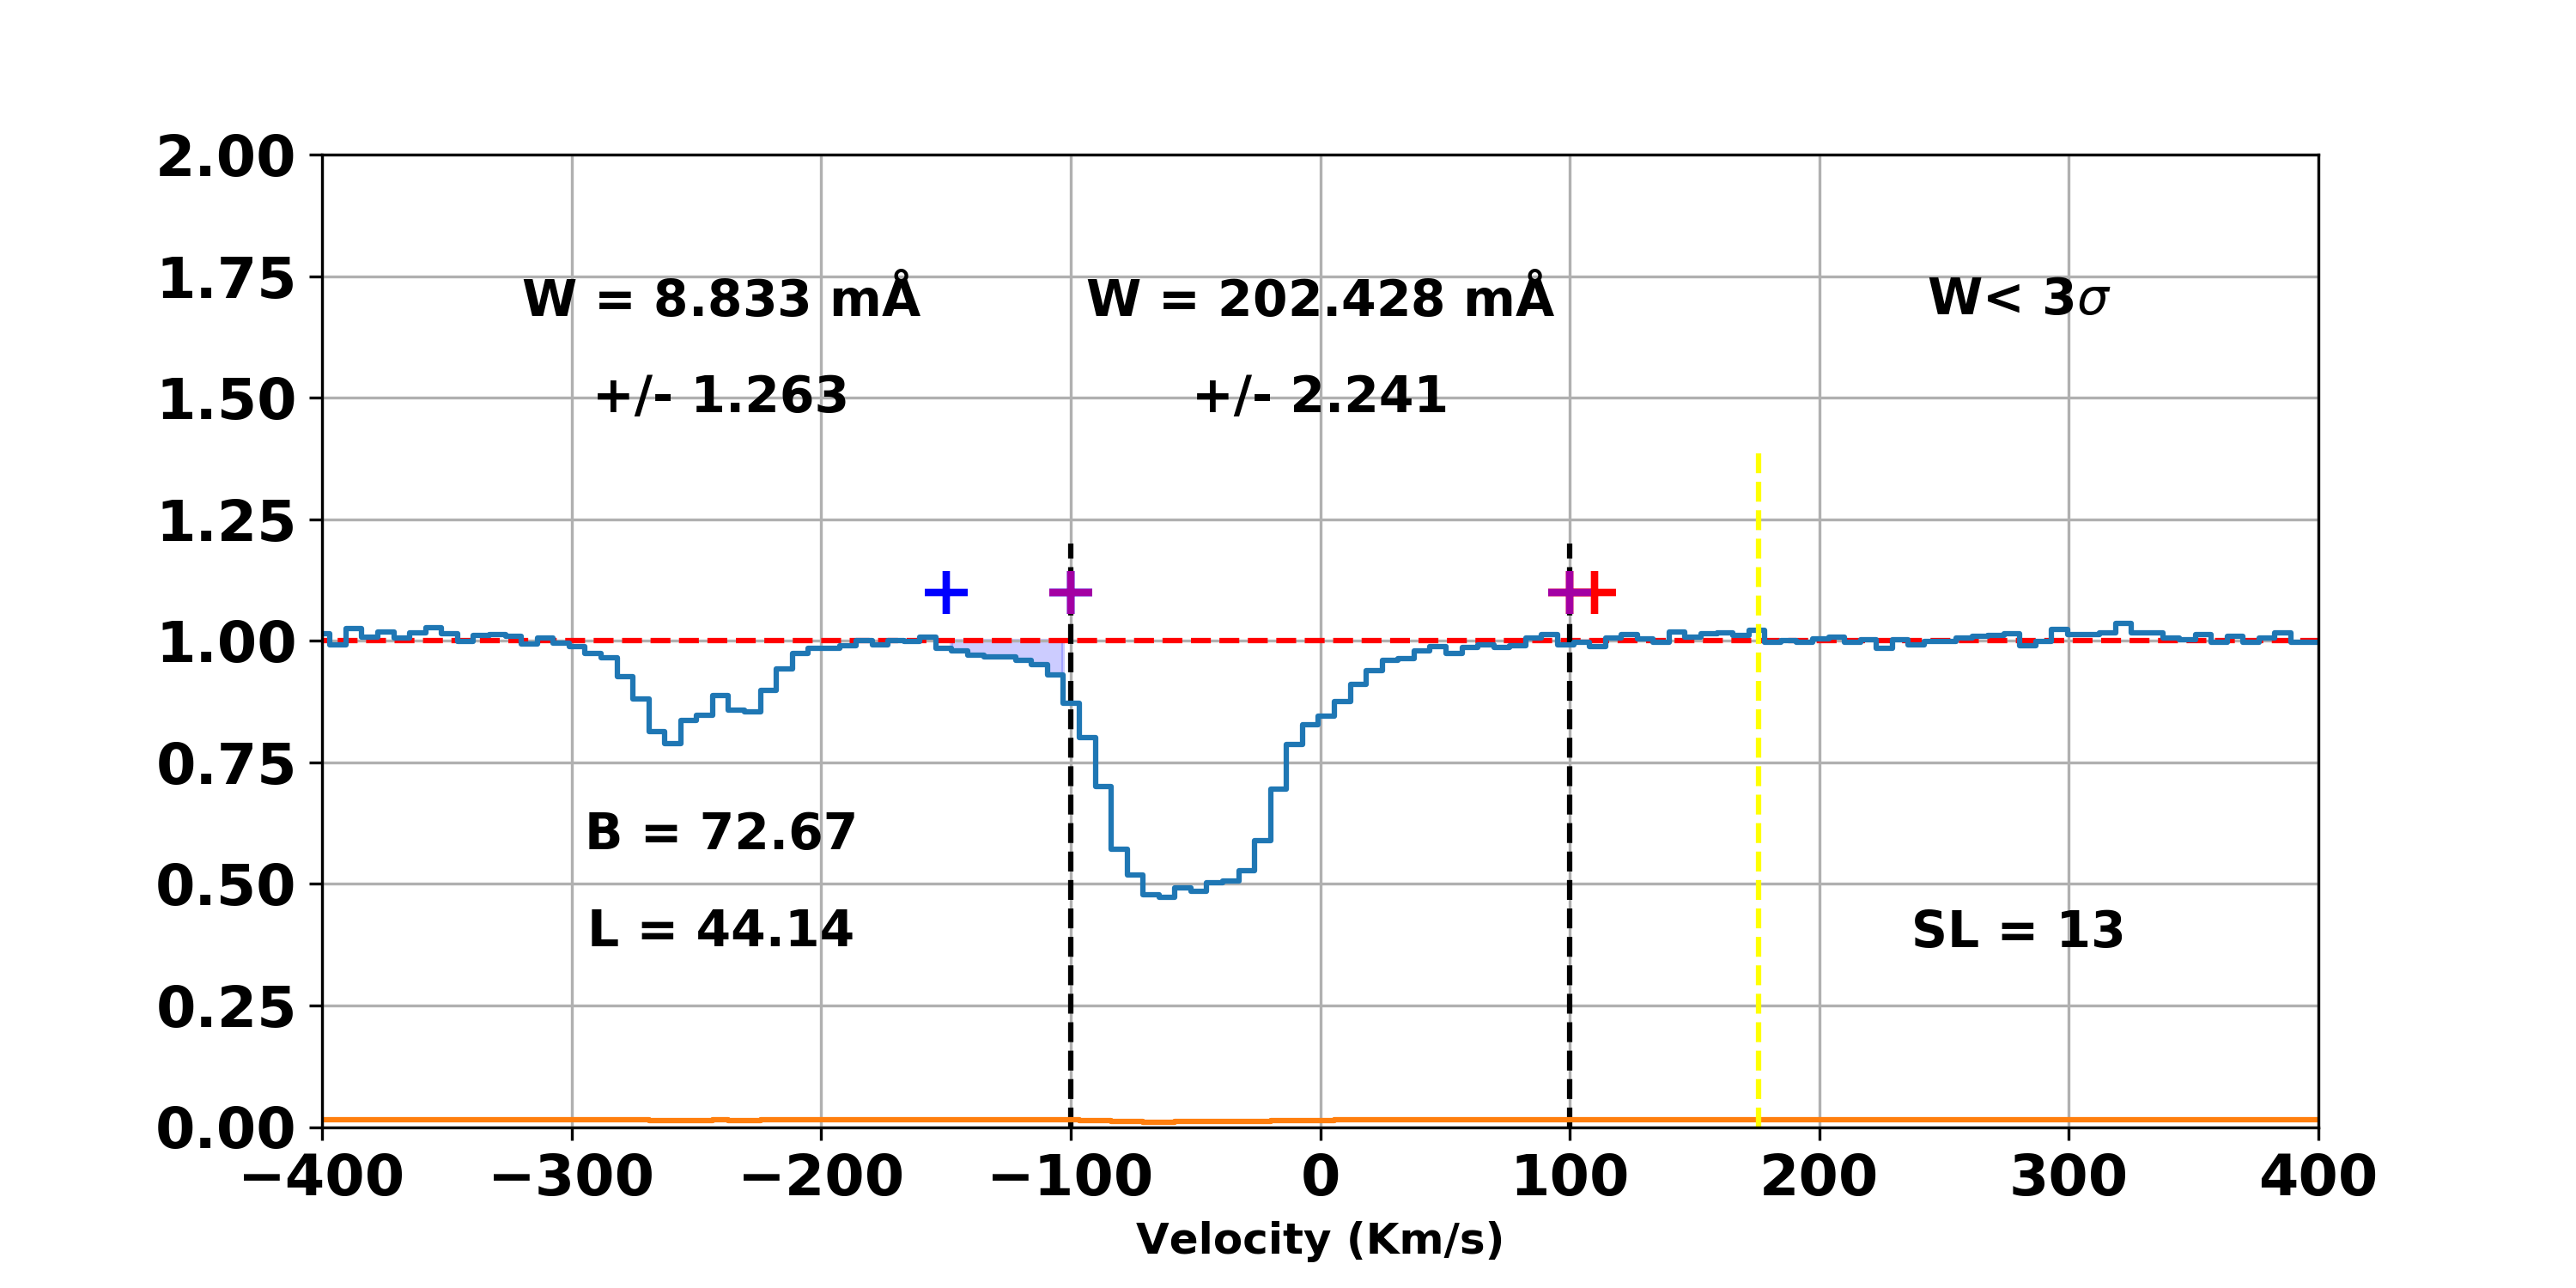 2.00
1.75
1.50
1.25
1.00
0.75
0.50
0.25
0.00
W = 8.833 mÅ
+/- 1.263
W = 202.428 mÅ
+/- 2.241
W< 3σ
B = 72.67
L = 44.14
SL = 13
−400 −300 −200 −100 0 100 200 300 400
Velocity (Km/s)